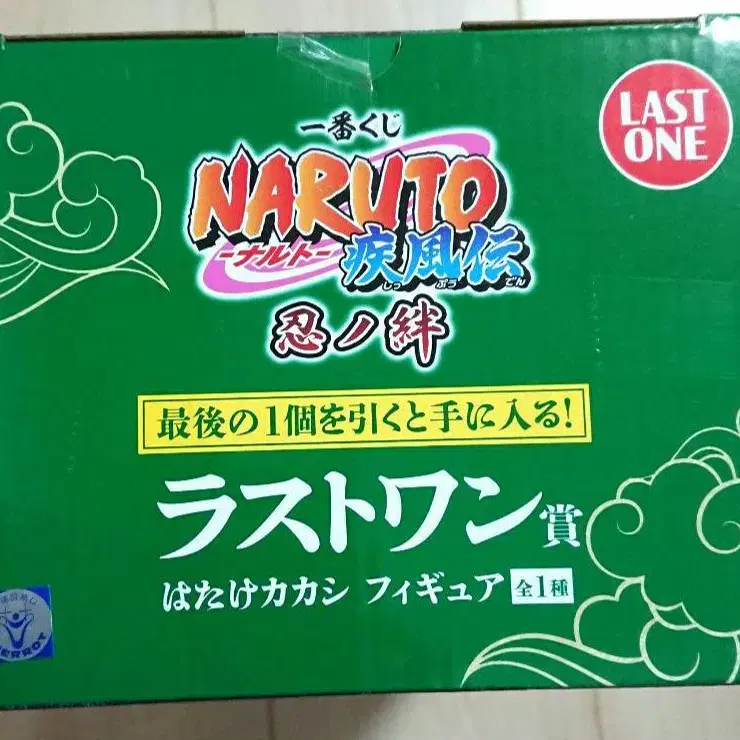 一番くじ
LAST
ONE
NARUTO
-ナルト-
疾風伝
しっ ぷう でん
忍ノ絆
最後の1個を引くと手に入る!
ラストワン賞
はたけカカシ フィギュア 全1種